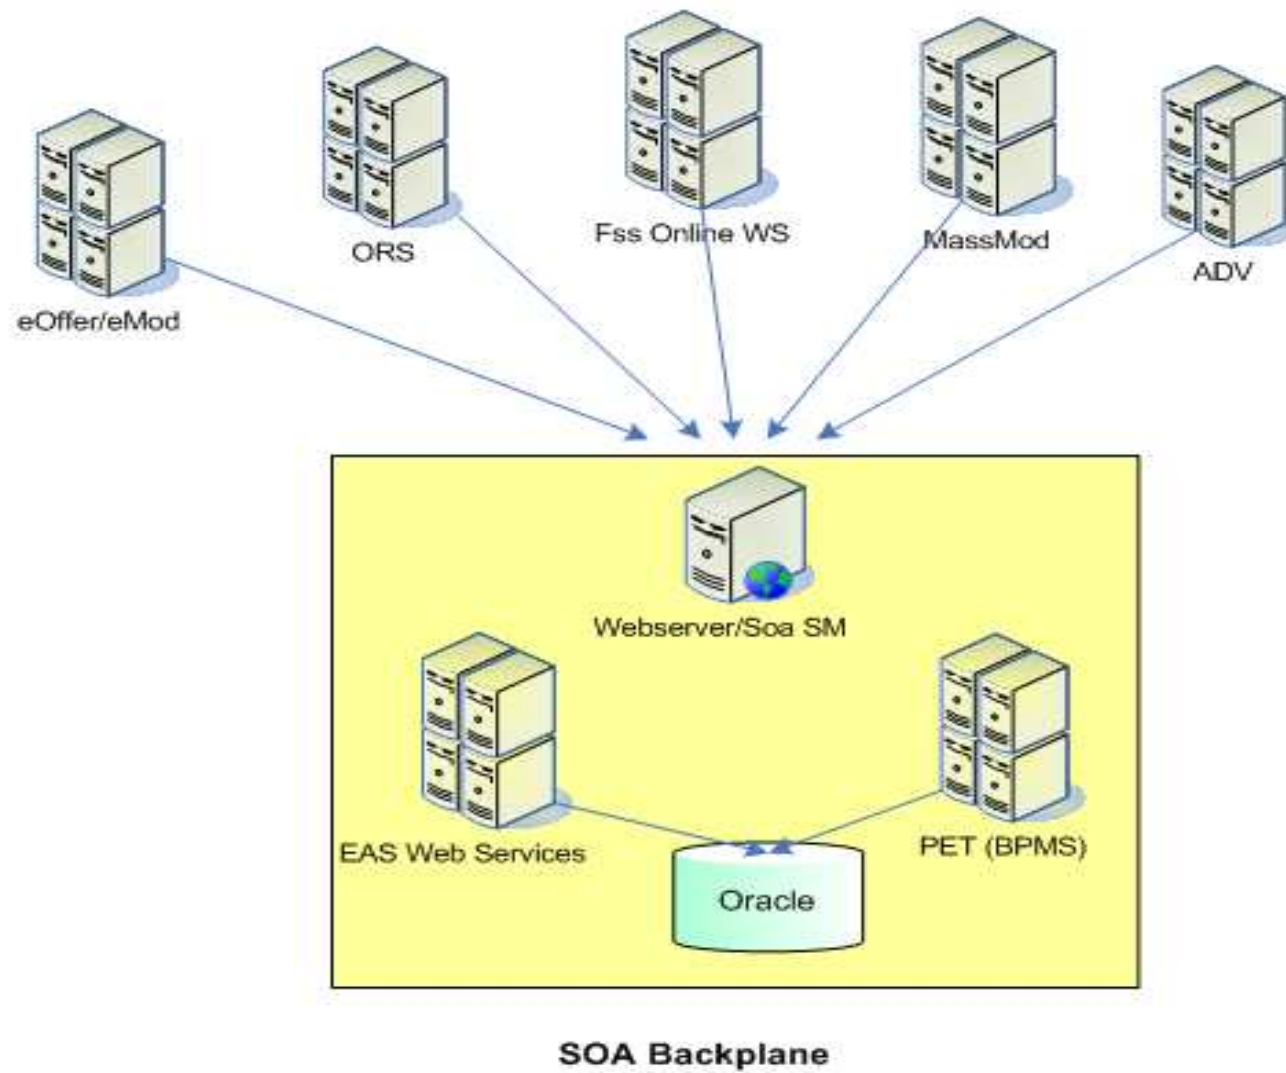 eOffer/eMod
ORS
Fss Online WS
MassMod
ADV
Webserver/Soa SM
EAS Web Services
PET (BPMS)
Oracle
SOA Backplane